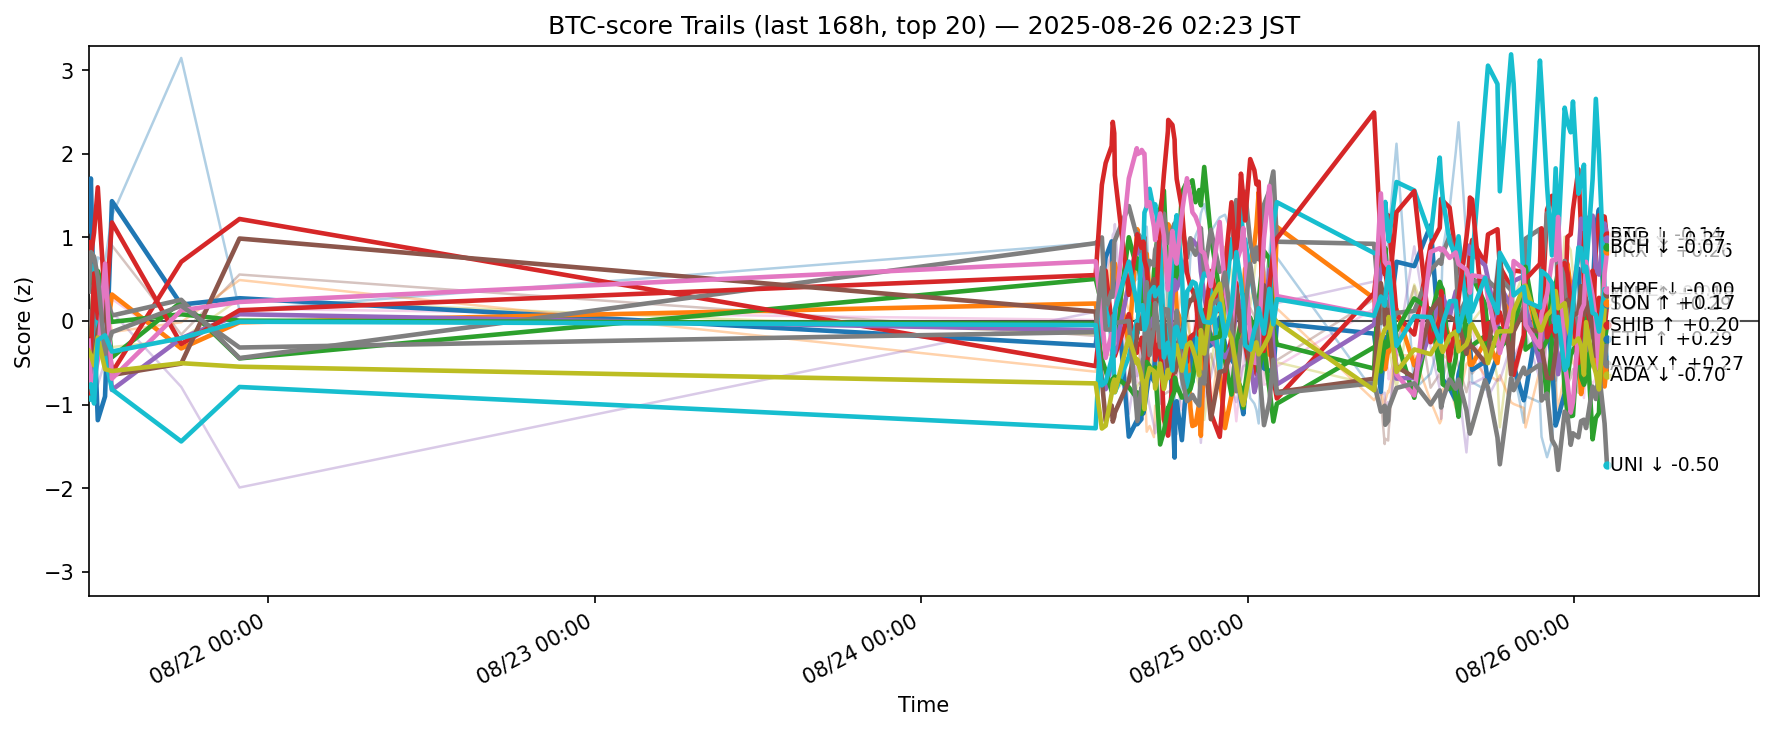 BTC-score Trails (last 168h, top 20) — 2025-08-26 02:23 JST
Score (z)
3
2
1
0
−1
−2
−3
BCH ↓ -0.07
HYPE ↓ -0.00
TON ↑ +0.17
SHIB ↑ +0.20
ETH ↑ +0.29
AVAX ↑ +0.27
ADA ↓ -0.70
UNI ↓ -0.50
08/22 00:00
08/23 00:00
08/24 00:00
08/25 00:00
08/26 00:00
Time